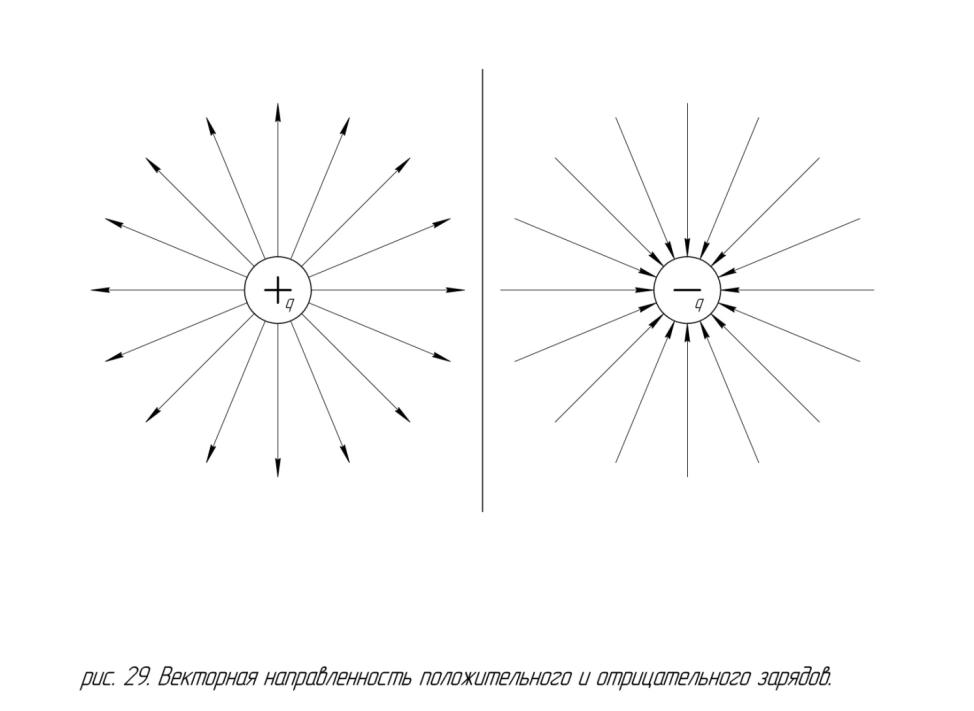 + q
− q
рис. 29. Векторная направленность положительного и отрицательного зарядов.